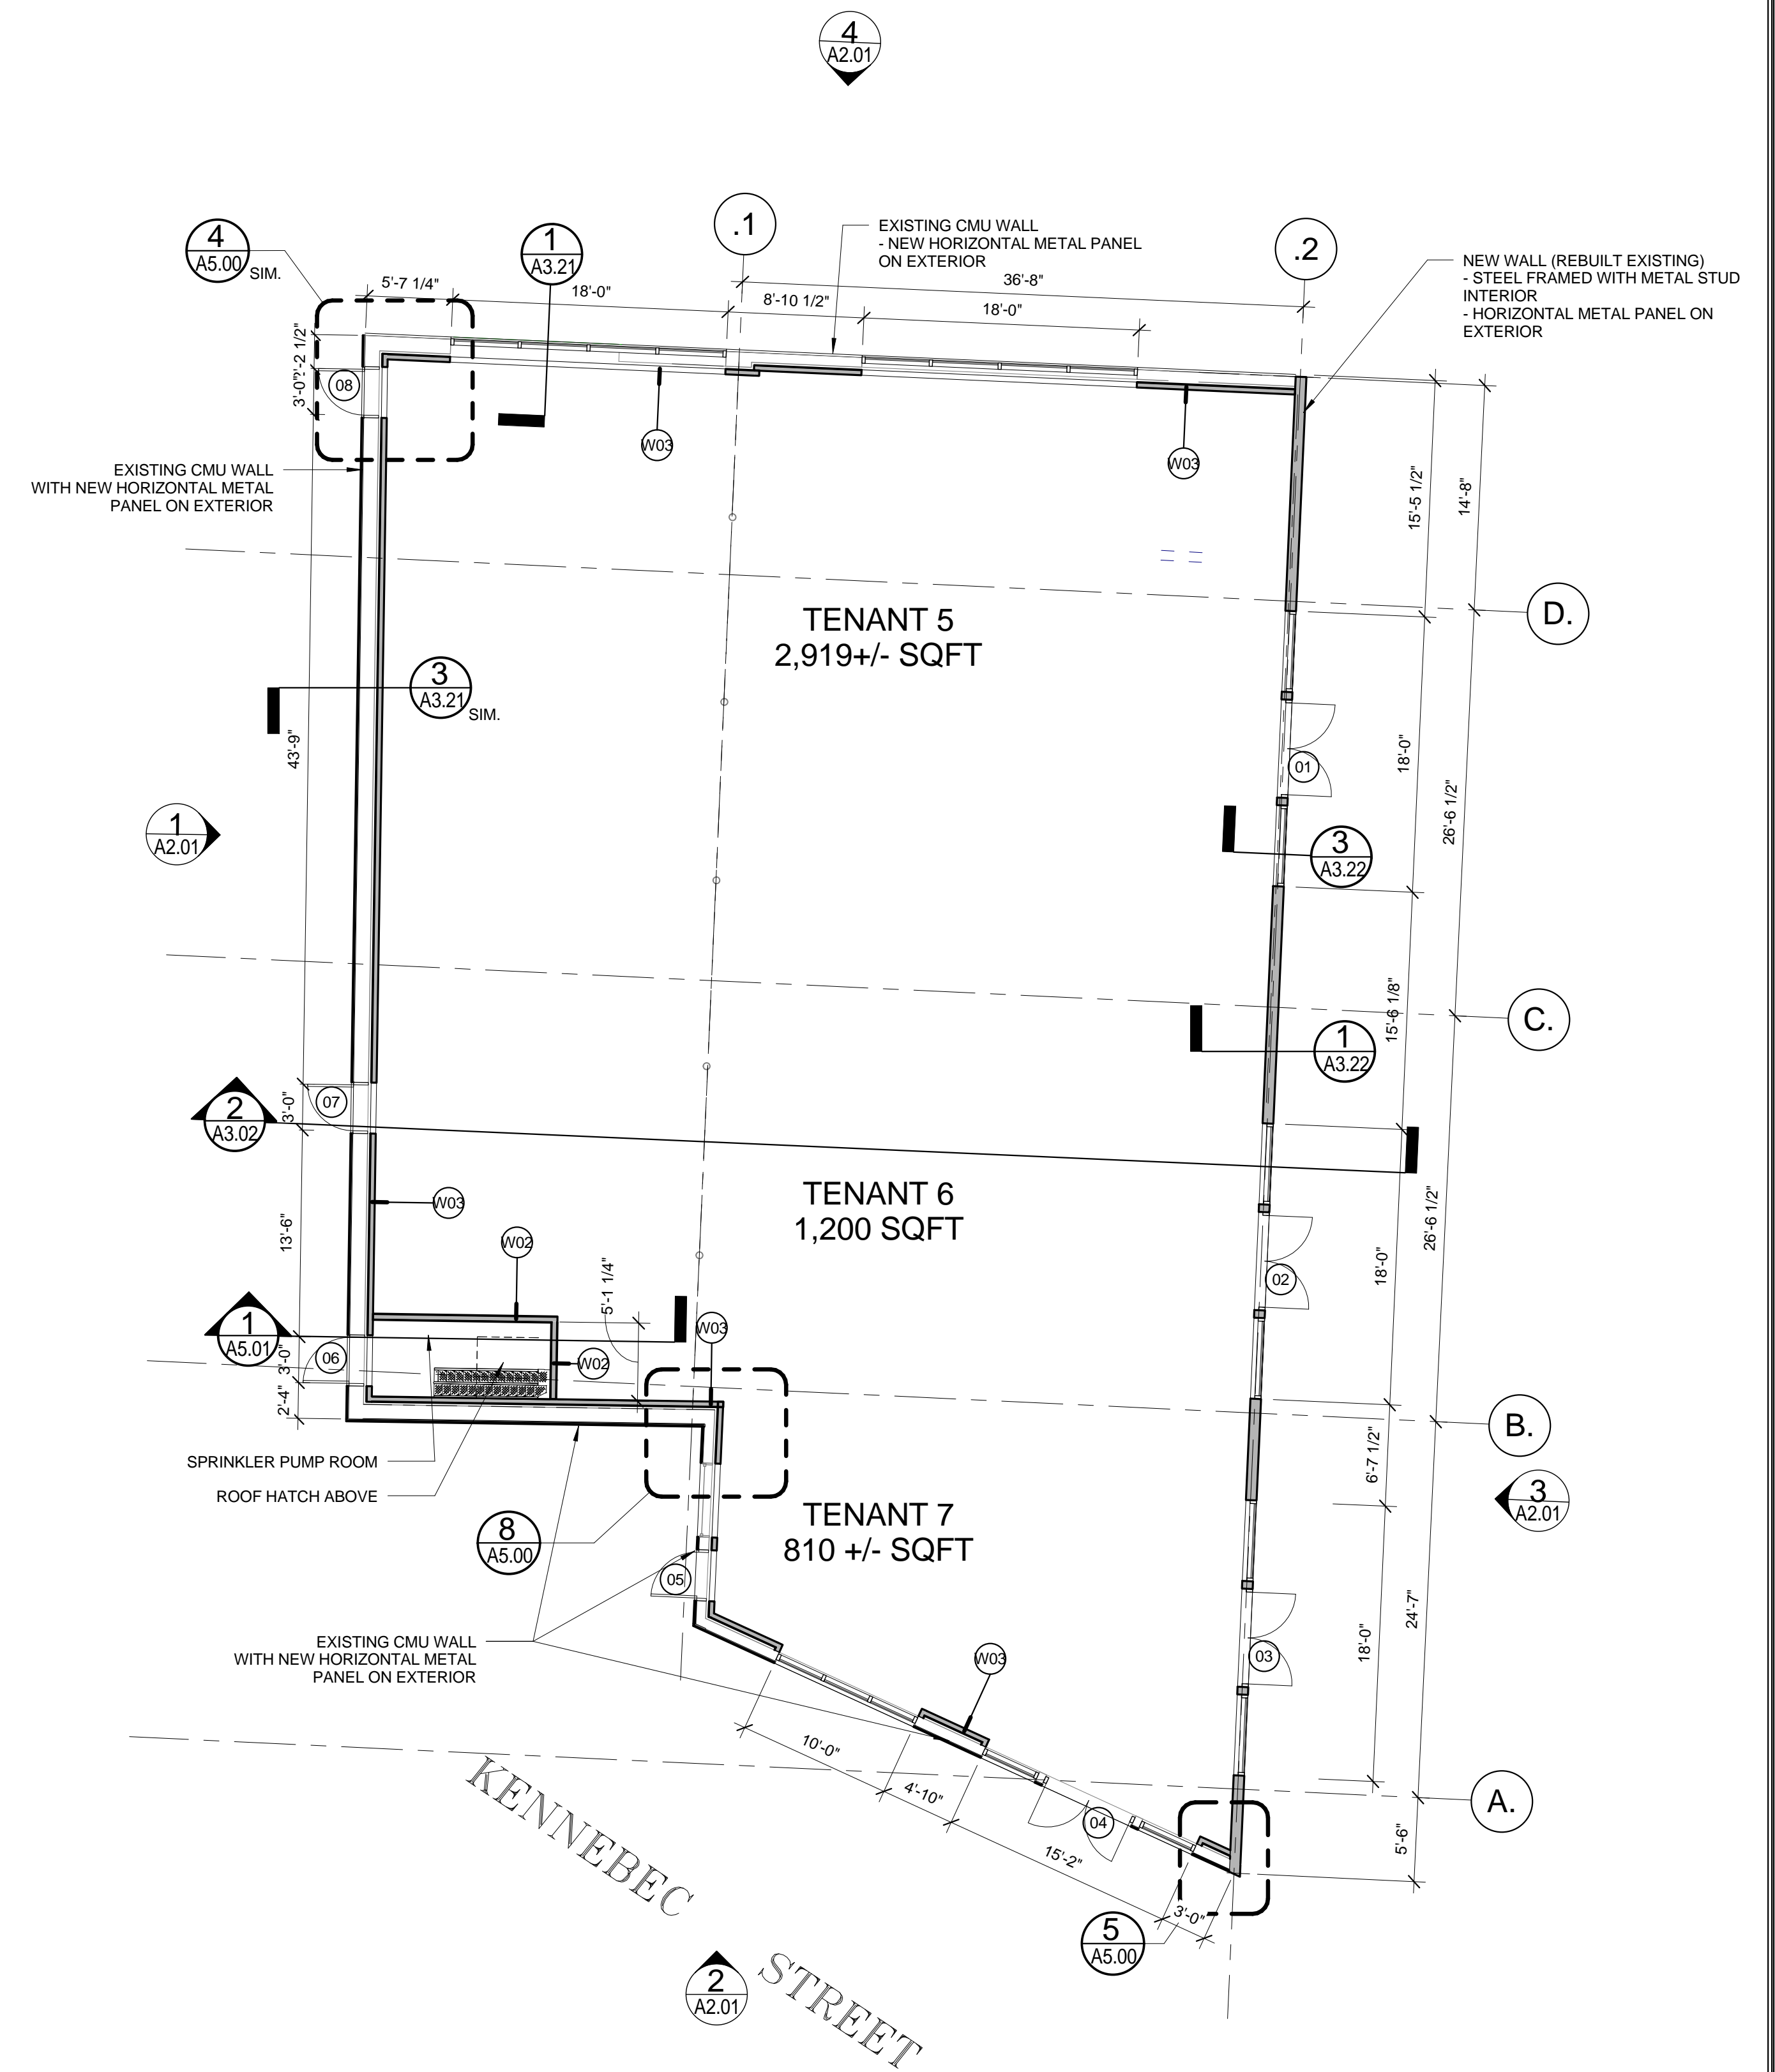 4
A2.01
4
A5.00
SIM.
1
A3.21
.1
.2
EXISTING CMU WALL
- NEW HORIZONTAL METAL PANEL
ON EXTERIOR
NEW WALL (REBUILT EXISTING)
- STEEL FRAMED WITH METAL STUD
INTERIOR
- HORIZONTAL METAL PANEL ON
EXTERIOR
5'-7 1/4"
18'-0"
8'-10 1/2"
36'-8"
18'-0"
3'-0"
08
W03
W03
EXISTING CMU WALL
WITH NEW HORIZONTAL METAL
PANEL ON EXTERIOR
15'-5 1/2"
14'-8"
TENANT 5
2,919+/- SQFT
D.
3
A3.21
SIM.
43'-9"
01
18'-0"
26'-6 1/2"
1
A2.01
3
A3.22
C.
15'-6 1/8"
1
A3.22
07
3'-0"
2
A3.02
TENANT 6
1,200 SQFT
W03
13'-6"
W02
5'-1 1/4"
02
18'-0"
26'-6 1/2"
1
A5.01
06
3'-0"
2'-4"
W02
W03
B.
6'-7 1/2"
SPRINKLER PUMP ROOM
ROOF HATCH ABOVE
3
A2.01
TENANT 7
810 +/- SQFT
8
A5.00
05
24'-7"
18'-0"
03
EXISTING CMU WALL
WITH NEW HORIZONTAL METAL
PANEL ON EXTERIOR
W03
10'-0"
4'-10"
04
15'-2"
3'-0"
A.
5'-6"
5
A5.00
KENNEBEC
STREET
2
A2.01